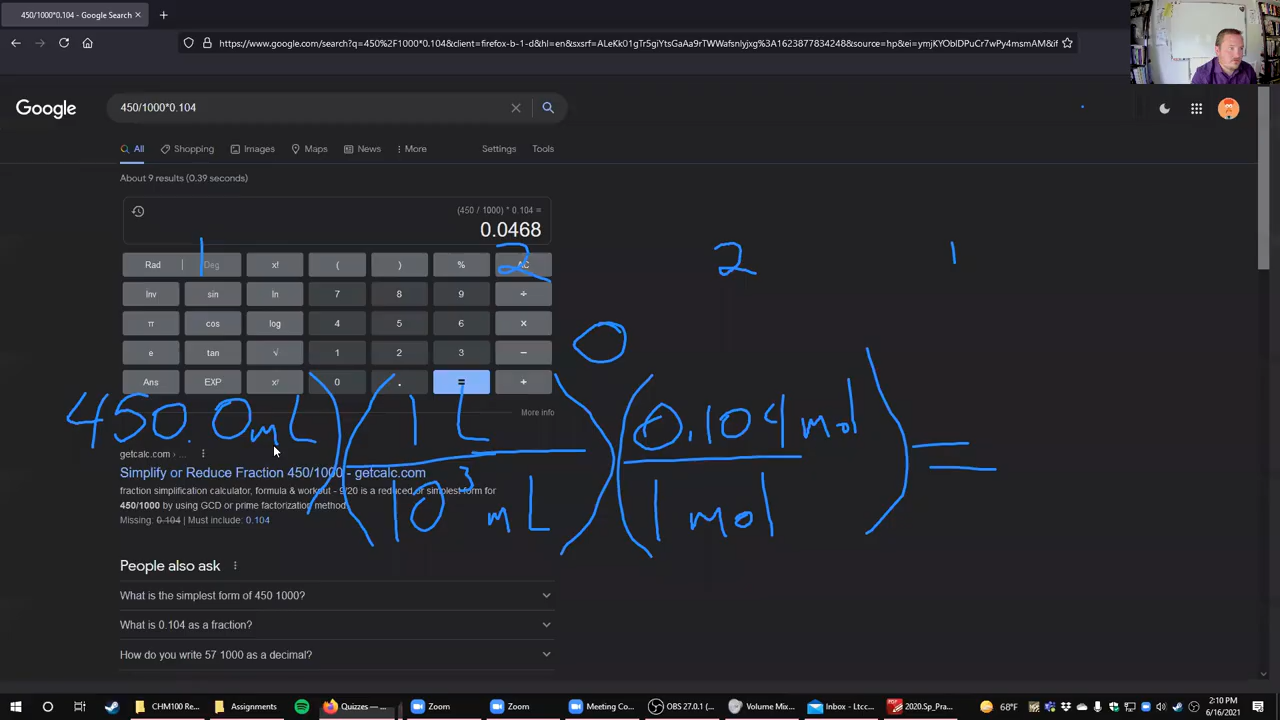 450/1000*0.104 - Google Search
https://www.google.com/search?q=450%2F1000*0.104&client=firefox-b-1-d&hl=en&sxsrf=ALeKk01gTr5giYtsGaAa9rTWWafsnlyjxg%3A1623877834248&source=hp&ei=ymjKYOblDPuCr7wPy4msmAM&if
Google
450/1000*0.104
All Shopping Images Maps News More Settings Tools
About 9 results (0.39 seconds)
(450 / 1000) * 0.104 =
0.0468
1 2 2 1
Rad Deg x! ( ) % AC
Inv sin ln 7 8 9 ÷
π cos log 4 5 6 ×
e tan √ 1 2 3 −
Ans EXP xʸ 0 . = +
0
More info
450.0mL) (1 L / 10³ mL) (0.104 mol / 1 mol) =
getcalc.com › ...
Simplify or Reduce Fraction 450/1000 - getcalc.com
fraction simplification calculator, formula & workout - 9/20 is a reduced or simplest form for
450/1000 by using GCD or prime factorization method.
Missing: 0.104 | Must include: 0.104
People also ask
What is the simplest form of 450 1000?
What is 0.104 as a fraction?
How do you write 57 1000 as a decimal?
CHM100 Re... Assignments Quizzes — ... Zoom Zoom Meeting Co... OBS 27.0.1 (... Volume Mix... Inbox - Ltcc... 2020.Sp_Pra... 68°F
2:10 PM
6/16/2021